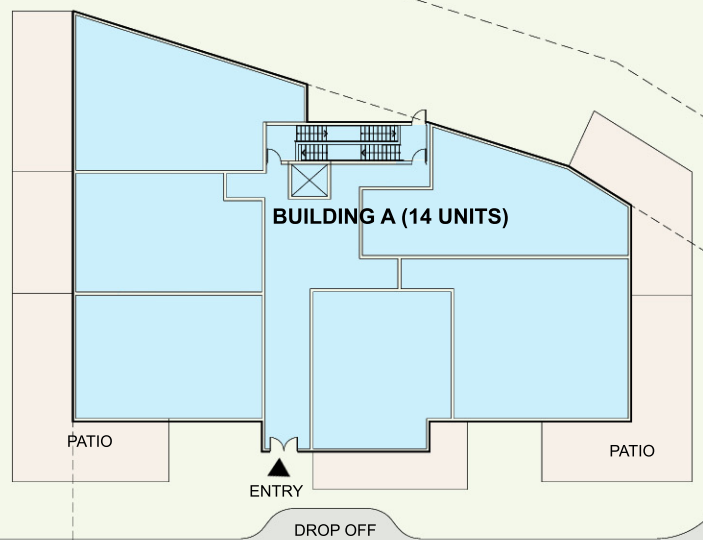 BUILDING A (14 UNITS)
PATIO
PATIO
ENTRY
DROP OFF